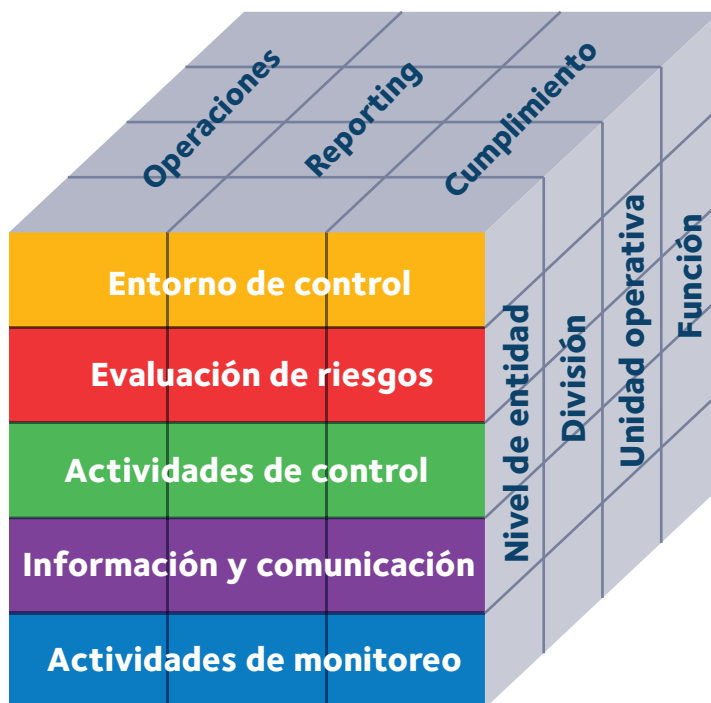 Operaciones
Reporting
Cumplimiento
Entorno de control
Evaluación de riesgos
Actividades de control
Información y comunicación
Actividades de monitoreo
Nivel de entidad
División
Unidad operativa
Función